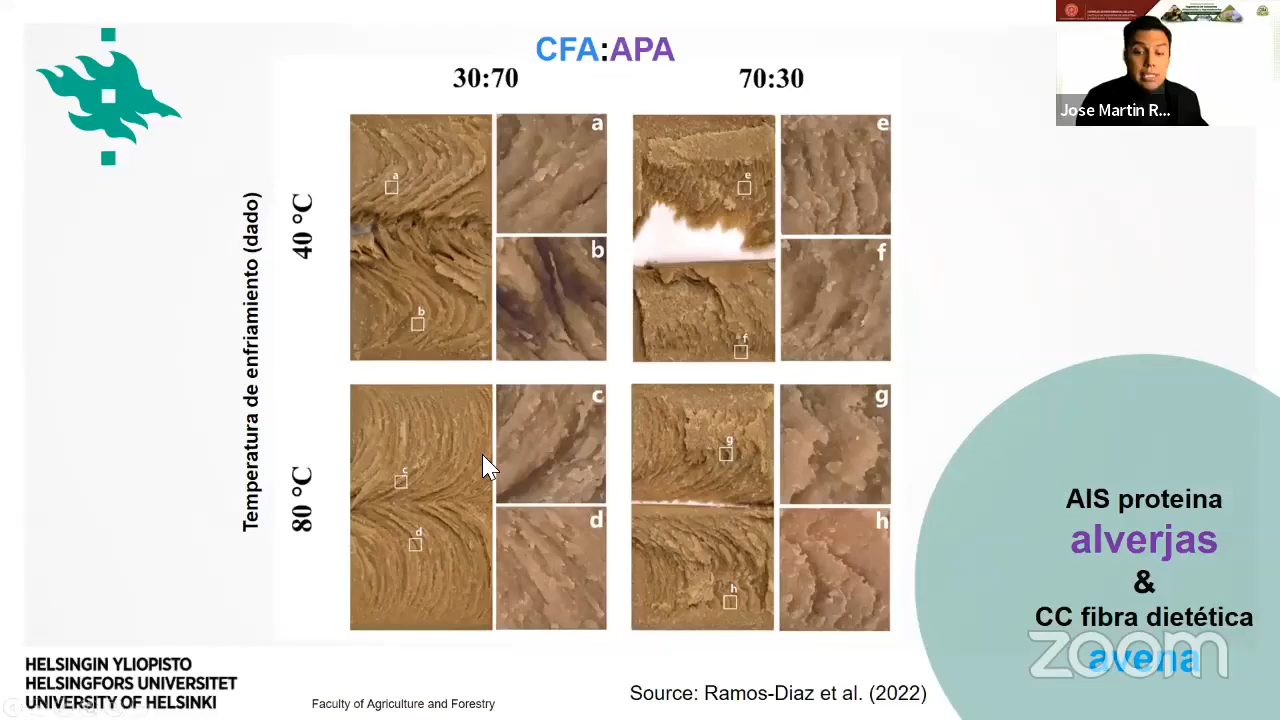 CFA:APA
30:70
70:30
Jose Martin R...
Temperatura de enfriamiento (dado)
40 °C
80 °C
a
a
b
b
e
e
f
f
c
c
d
d
g
g
h
h
AIS proteina
alverjas
&
CC fibra dietética
avena
zoom
HELSINGIN YLIOPISTO
HELSINGFORS UNIVERSITET
UNIVERSITY OF HELSINKI
Faculty of Agriculture and Forestry
Source: Ramos-Diaz et al. (2022)